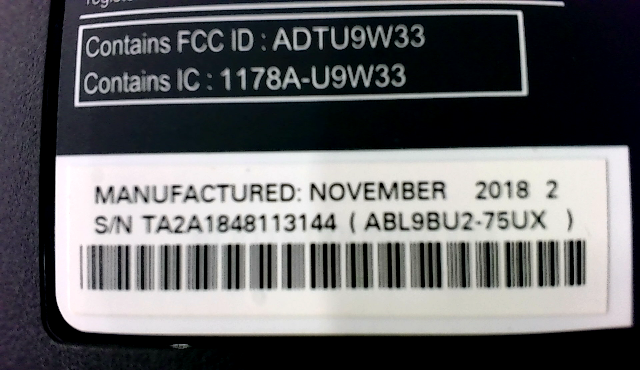 Contains FCC ID : ADTU9W33
Contains IC : 1178A-U9W33
MANUFACTURED: NOVEMBER 2018 2
S/N TA2A1848113144 ( ABL9BU2-75UX )